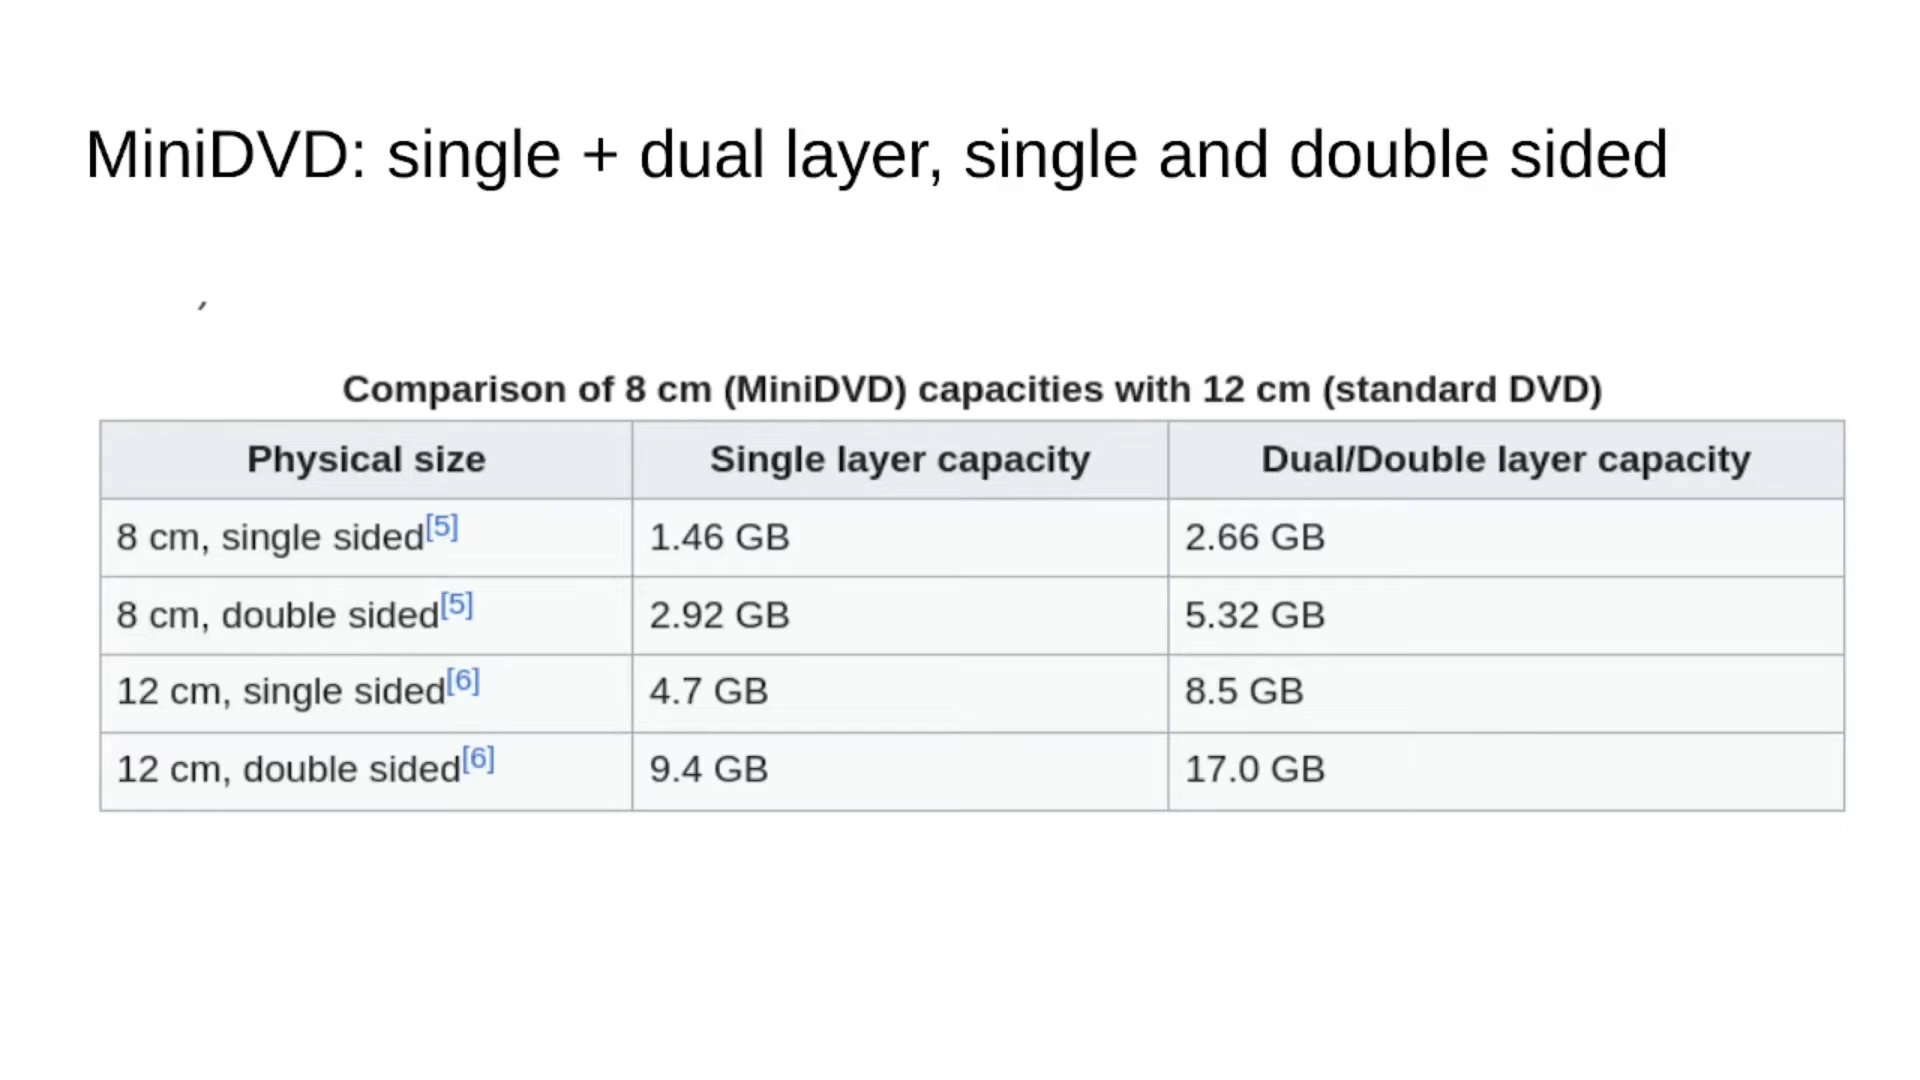 MiniDVD: single + dual layer, single and double sided
Comparison of 8 cm (MiniDVD) capacities with 12 cm (standard DVD)
Physical size Single layer capacity Dual/Double layer capacity
8 cm, single sided[5] 1.46 GB 2.66 GB
8 cm, double sided[5] 2.92 GB 5.32 GB
12 cm, single sided[6] 4.7 GB 8.5 GB
12 cm, double sided[6] 9.4 GB 17.0 GB